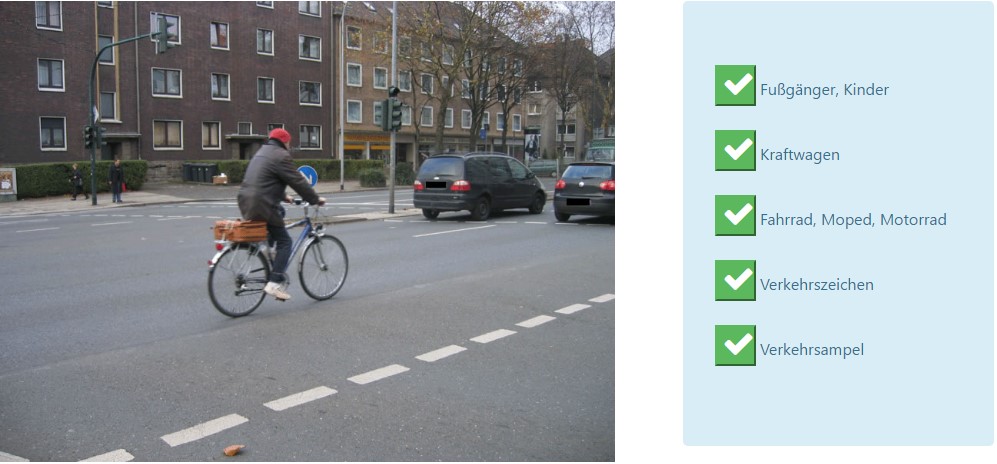 Fußgänger, Kinder
Kraftwagen
Fahrrad, Moped, Motorrad
Verkehrszeichen
Verkehrsampel